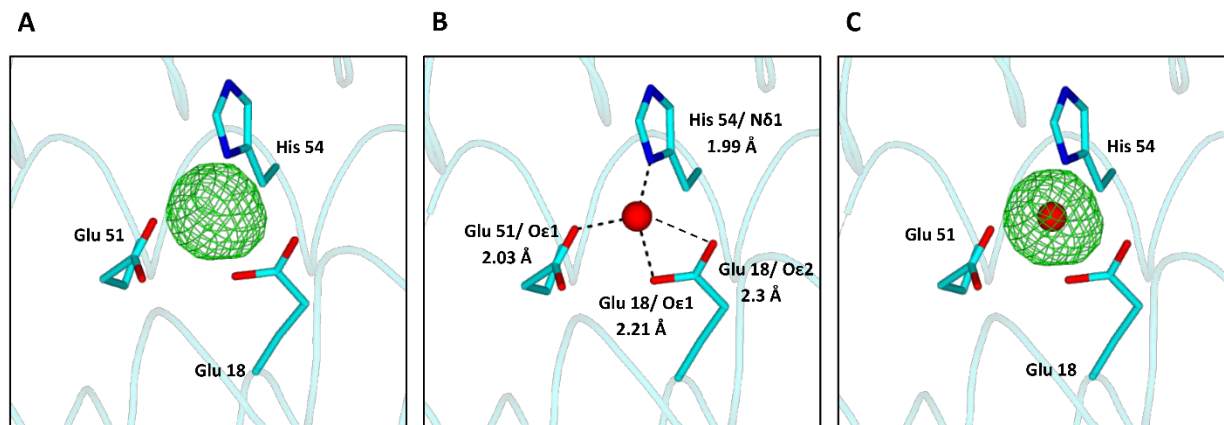 A
His 54
Glu 51
Glu 18
B
His 54/ Nδ1
1.99 Å
Glu 51/ Oε1
2.03 Å
Glu 18/ Oε2
2.3 Å
Glu 18/ Oε1
2.21 Å
C
His 54
Glu 51
Glu 18